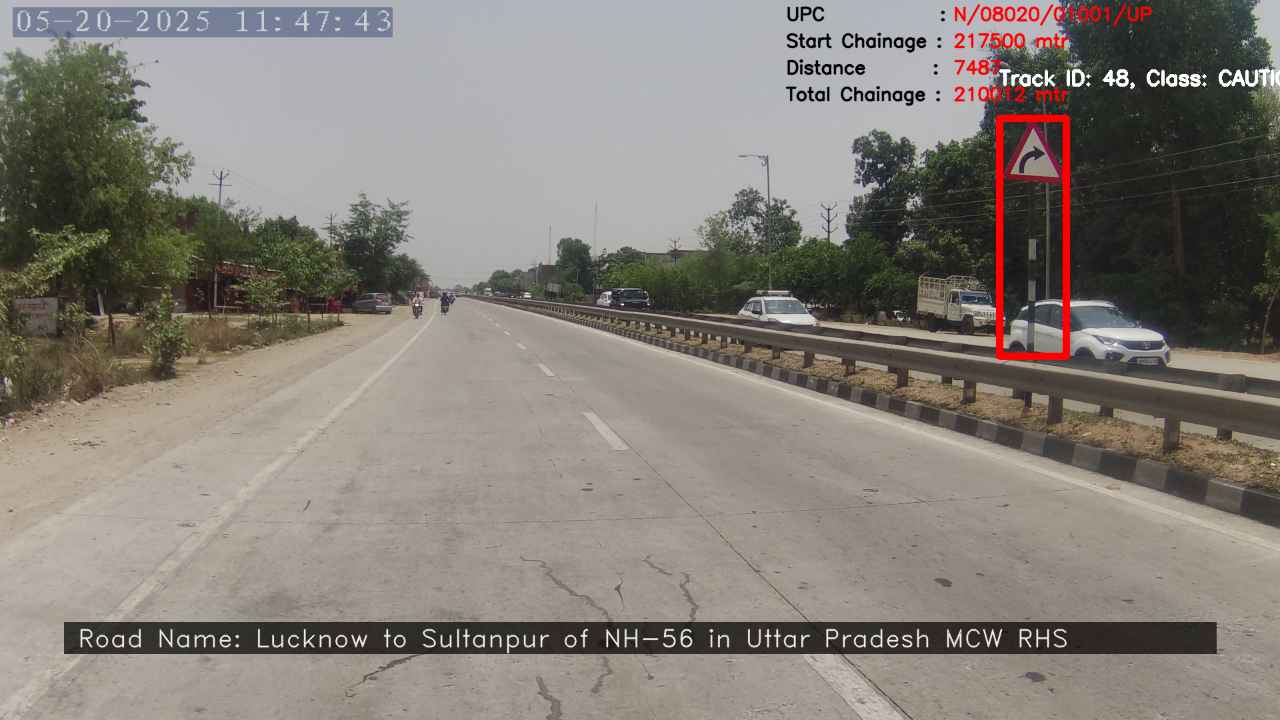 05-20-2025 11:47:43
UPC : N/08020/01001/UP
Start Chainage : 217500 mtr
Distance : 7487
Track ID: 48, Class: CAUTIO
Total Chainage : 210012 mtr
Road Name: Lucknow to Sultanpur of NH-56 in Uttar Pradesh MCW RHS